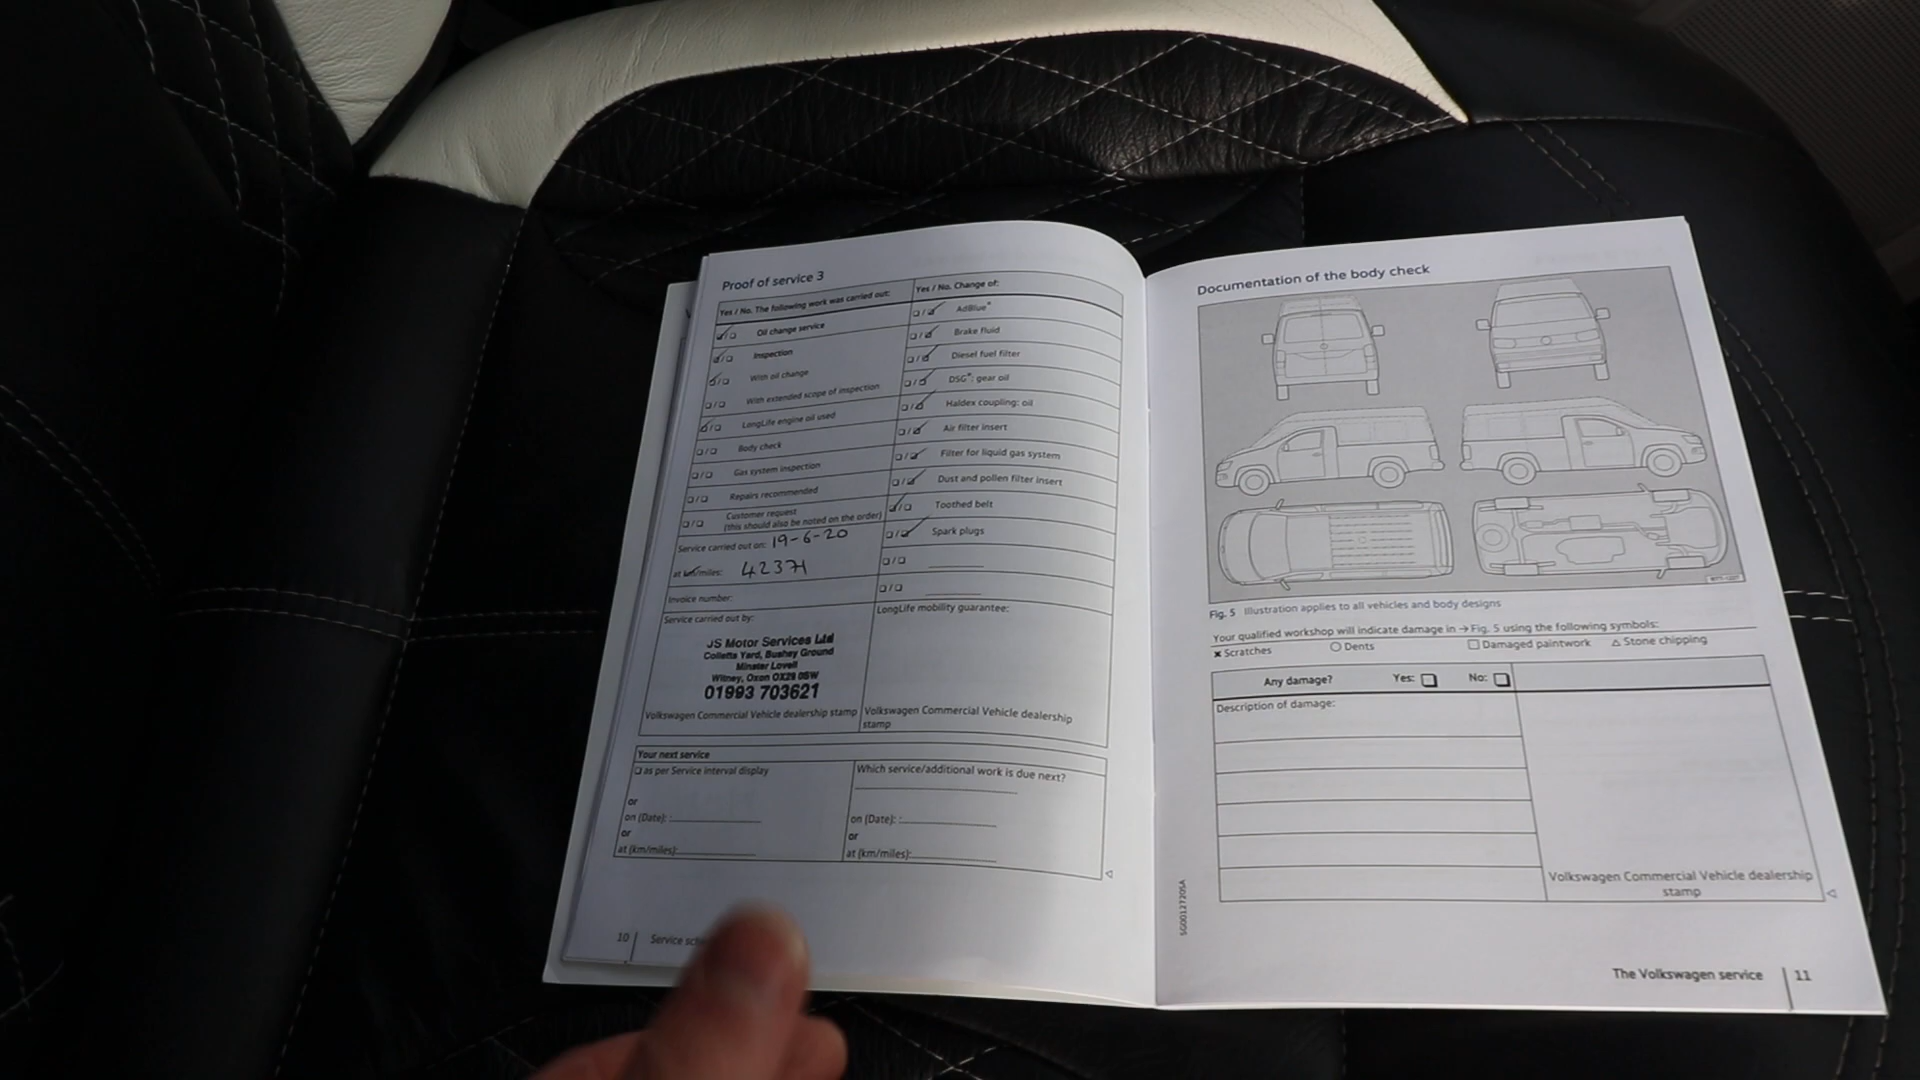 Proof of service 3
Yes / No. The following work was carried out:
Oil change service
Inspection
With oil change
With extended scope of inspection
LongLife engine oil used
Body check
Gas system inspection
Repairs recommended
Customer request
(this should also be noted on the order)
Service carried out on: 19-6-20
at km/miles: 42371
Invoice number:
Service carried out by:
JS Motor Services Ltd
Colletts Yard, Bushey Ground
Minster Lovell
Witney, Oxon OX29 0SW
01993 703621
Volkswagen Commercial Vehicle dealership stamp
Yes / No. Change of:
AdBlue®
Brake fluid
Diesel fuel filter
DSG®: gear oil
Haldex coupling: oil
Air filter insert
Filter for liquid gas system
Dust and pollen filter insert
Toothed belt
Spark plugs
LongLife mobility guarantee:
Volkswagen Commercial Vehicle dealership
stamp
Your next service
as per Service interval display
or
on (Date):
or
at (km/miles):
Which service/additional work is due next?
on (Date):
or
at (km/miles):
10
Service
Documentation of the body check
Fig. 5 Illustration applies to all vehicles and body designs
Your qualified workshop will indicate damage in → Fig. 5 using the following symbols:
× Scratches ○ Dents □ Damaged paintwork △ Stone chipping
Any damage? Yes: No:
Description of damage:
Volkswagen Commercial Vehicle dealership
stamp
The Volkswagen service 11